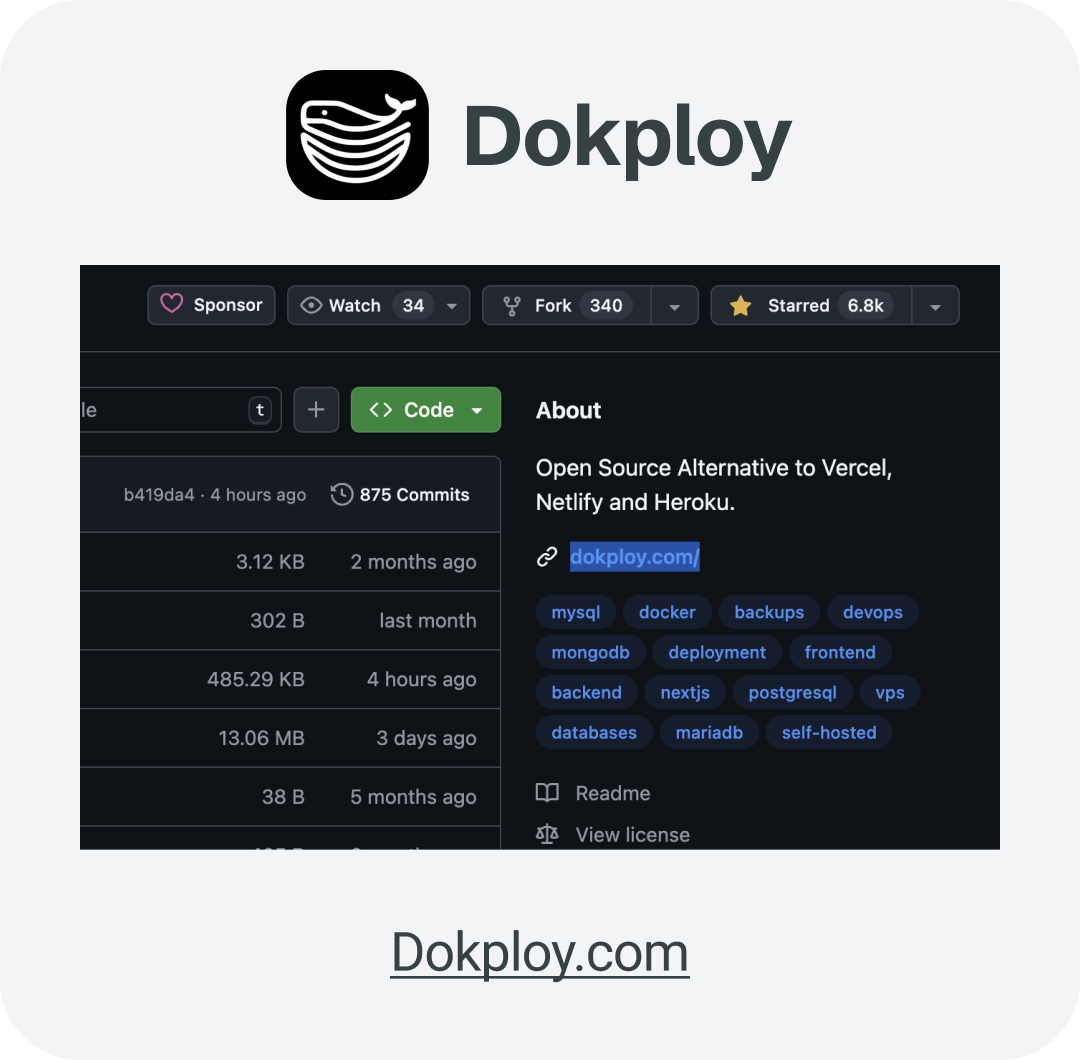 Dokploy
Sponsor Watch 34 Fork 340 Starred 6.8k
le t + <> Code
About
Open Source Alternative to Vercel,
Netlify and Heroku.
dokploy.com/
mysql docker backups devops
mongodb deployment frontend
backend nextjs postgresql vps
databases mariadb self-hosted
Readme
View license
b419da4 · 4 hours ago 875 Commits
3.12 KB 2 months ago
302 B last month
485.29 KB 4 hours ago
13.06 MB 3 days ago
38 B 5 months ago
Dokploy.com